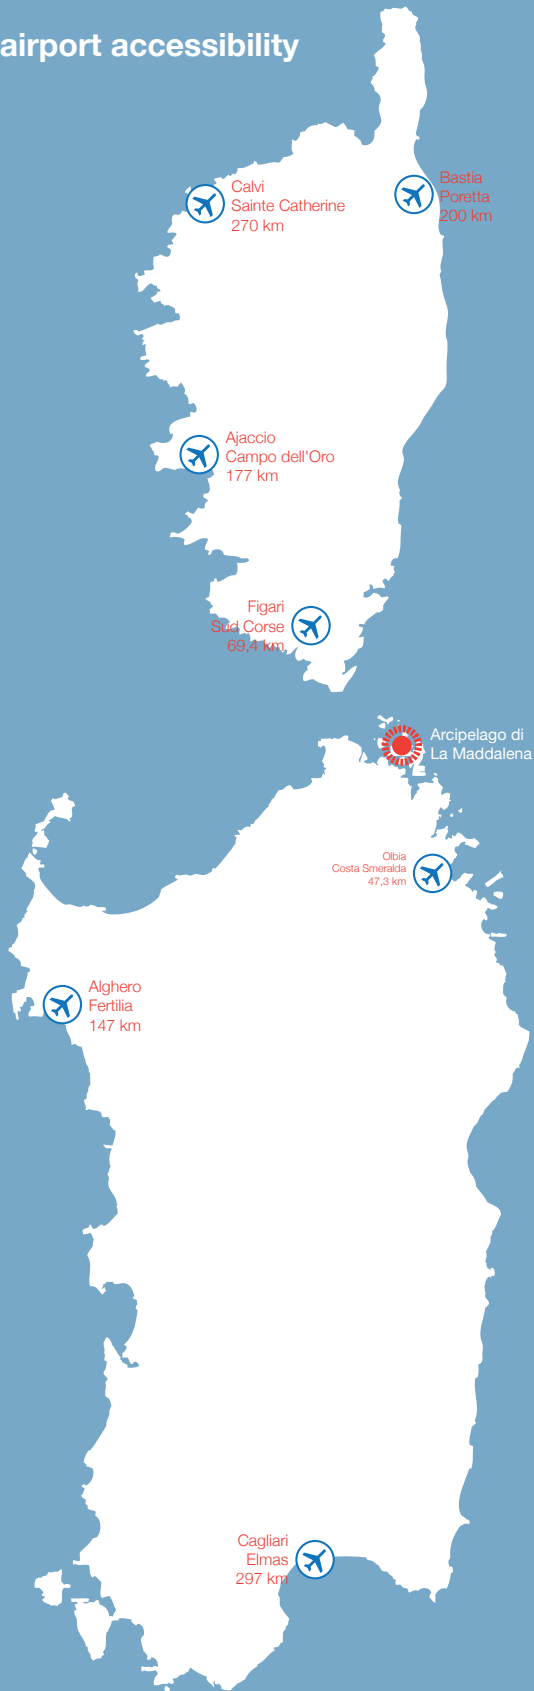 airport accessibility
Calvi
Sainte Catherine
270 km
Bastia
Poretta
200 km
Ajaccio
Campo dell'Oro
177 km
Figari
Sud Corse
69,4 km
Arcipelago di
La Maddalena
Olbia
Costa Smeralda
47,3 km
Alghero
Fertilia
147 km
Cagliari
Elmas
297 km